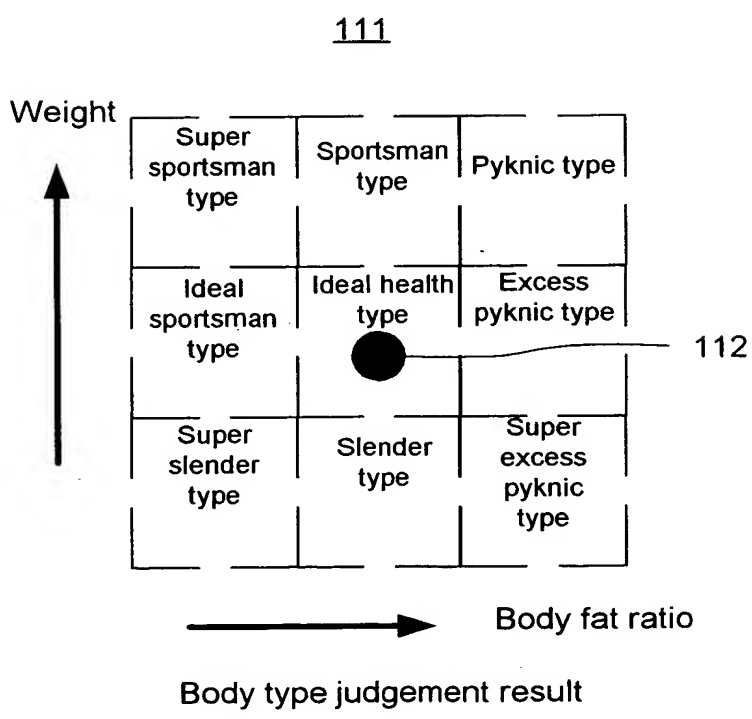 111
Weight
Super
sportsman
type
Sportsman
type
Pyknic type
Ideal
sportsman
type
Ideal health
type
Excess
pyknic type
112
Super
slender
type
Slender
type
Super
excess
pyknic
type
Body fat ratio
Body type judgement result